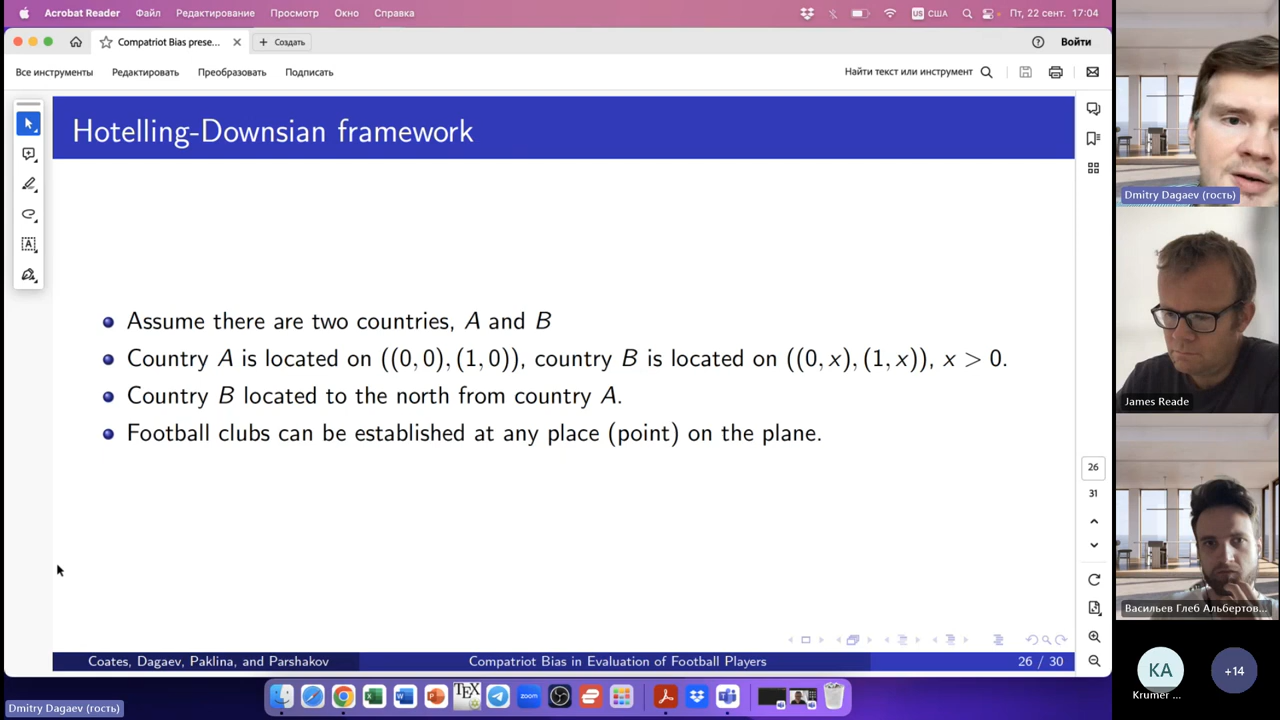 Acrobat Reader Файл Редактирование Просмотр Окно Справка US США Пт, 22 сент. 17:04
Compatriot Bias prese... Создать Войти
Все инструменты Редактировать Преобразовать Подписать Найти текст или инструмент
Hotelling-Downsian framework
Assume there are two countries, A and B
Country A is located on ((0, 0), (1, 0)), country B is located on ((0, x), (1, x)), x > 0.
Country B located to the north from country A.
Football clubs can be established at any place (point) on the plane.
26
31
Coates, Dagaev, Paklina, and Parshakov Compatriot Bias in Evaluation of Football Players 26 / 30
TEX zoom
Dmitry Dagaev (гость)
Dmitry Dagaev (гость)
James Reade
Васильев Глеб Альбертов...
KA
Krumer ...
+14